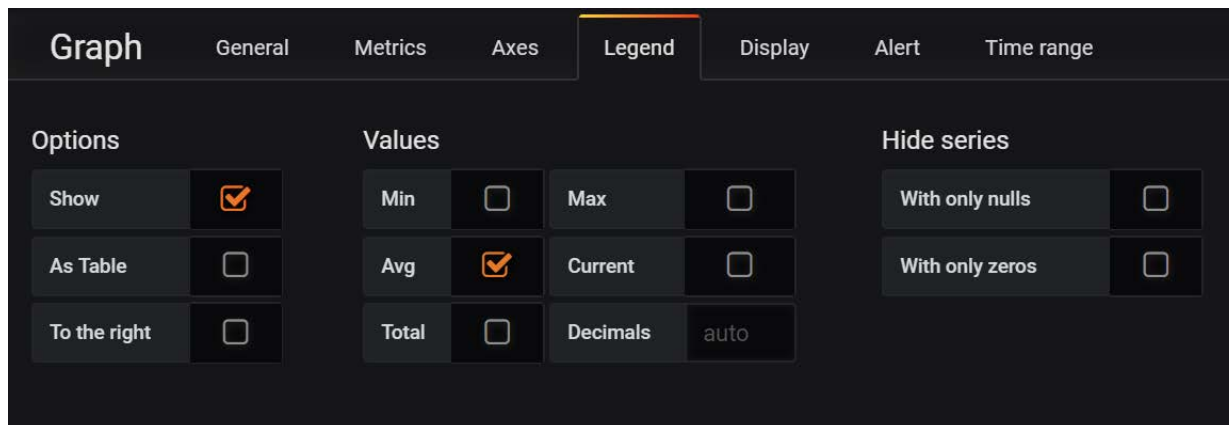 Graph General Metrics Axes Legend Display Alert Time range
Options Values Hide series
Show Min Max With only nulls
As Table Avg Current With only zeros
To the right Total Decimals auto